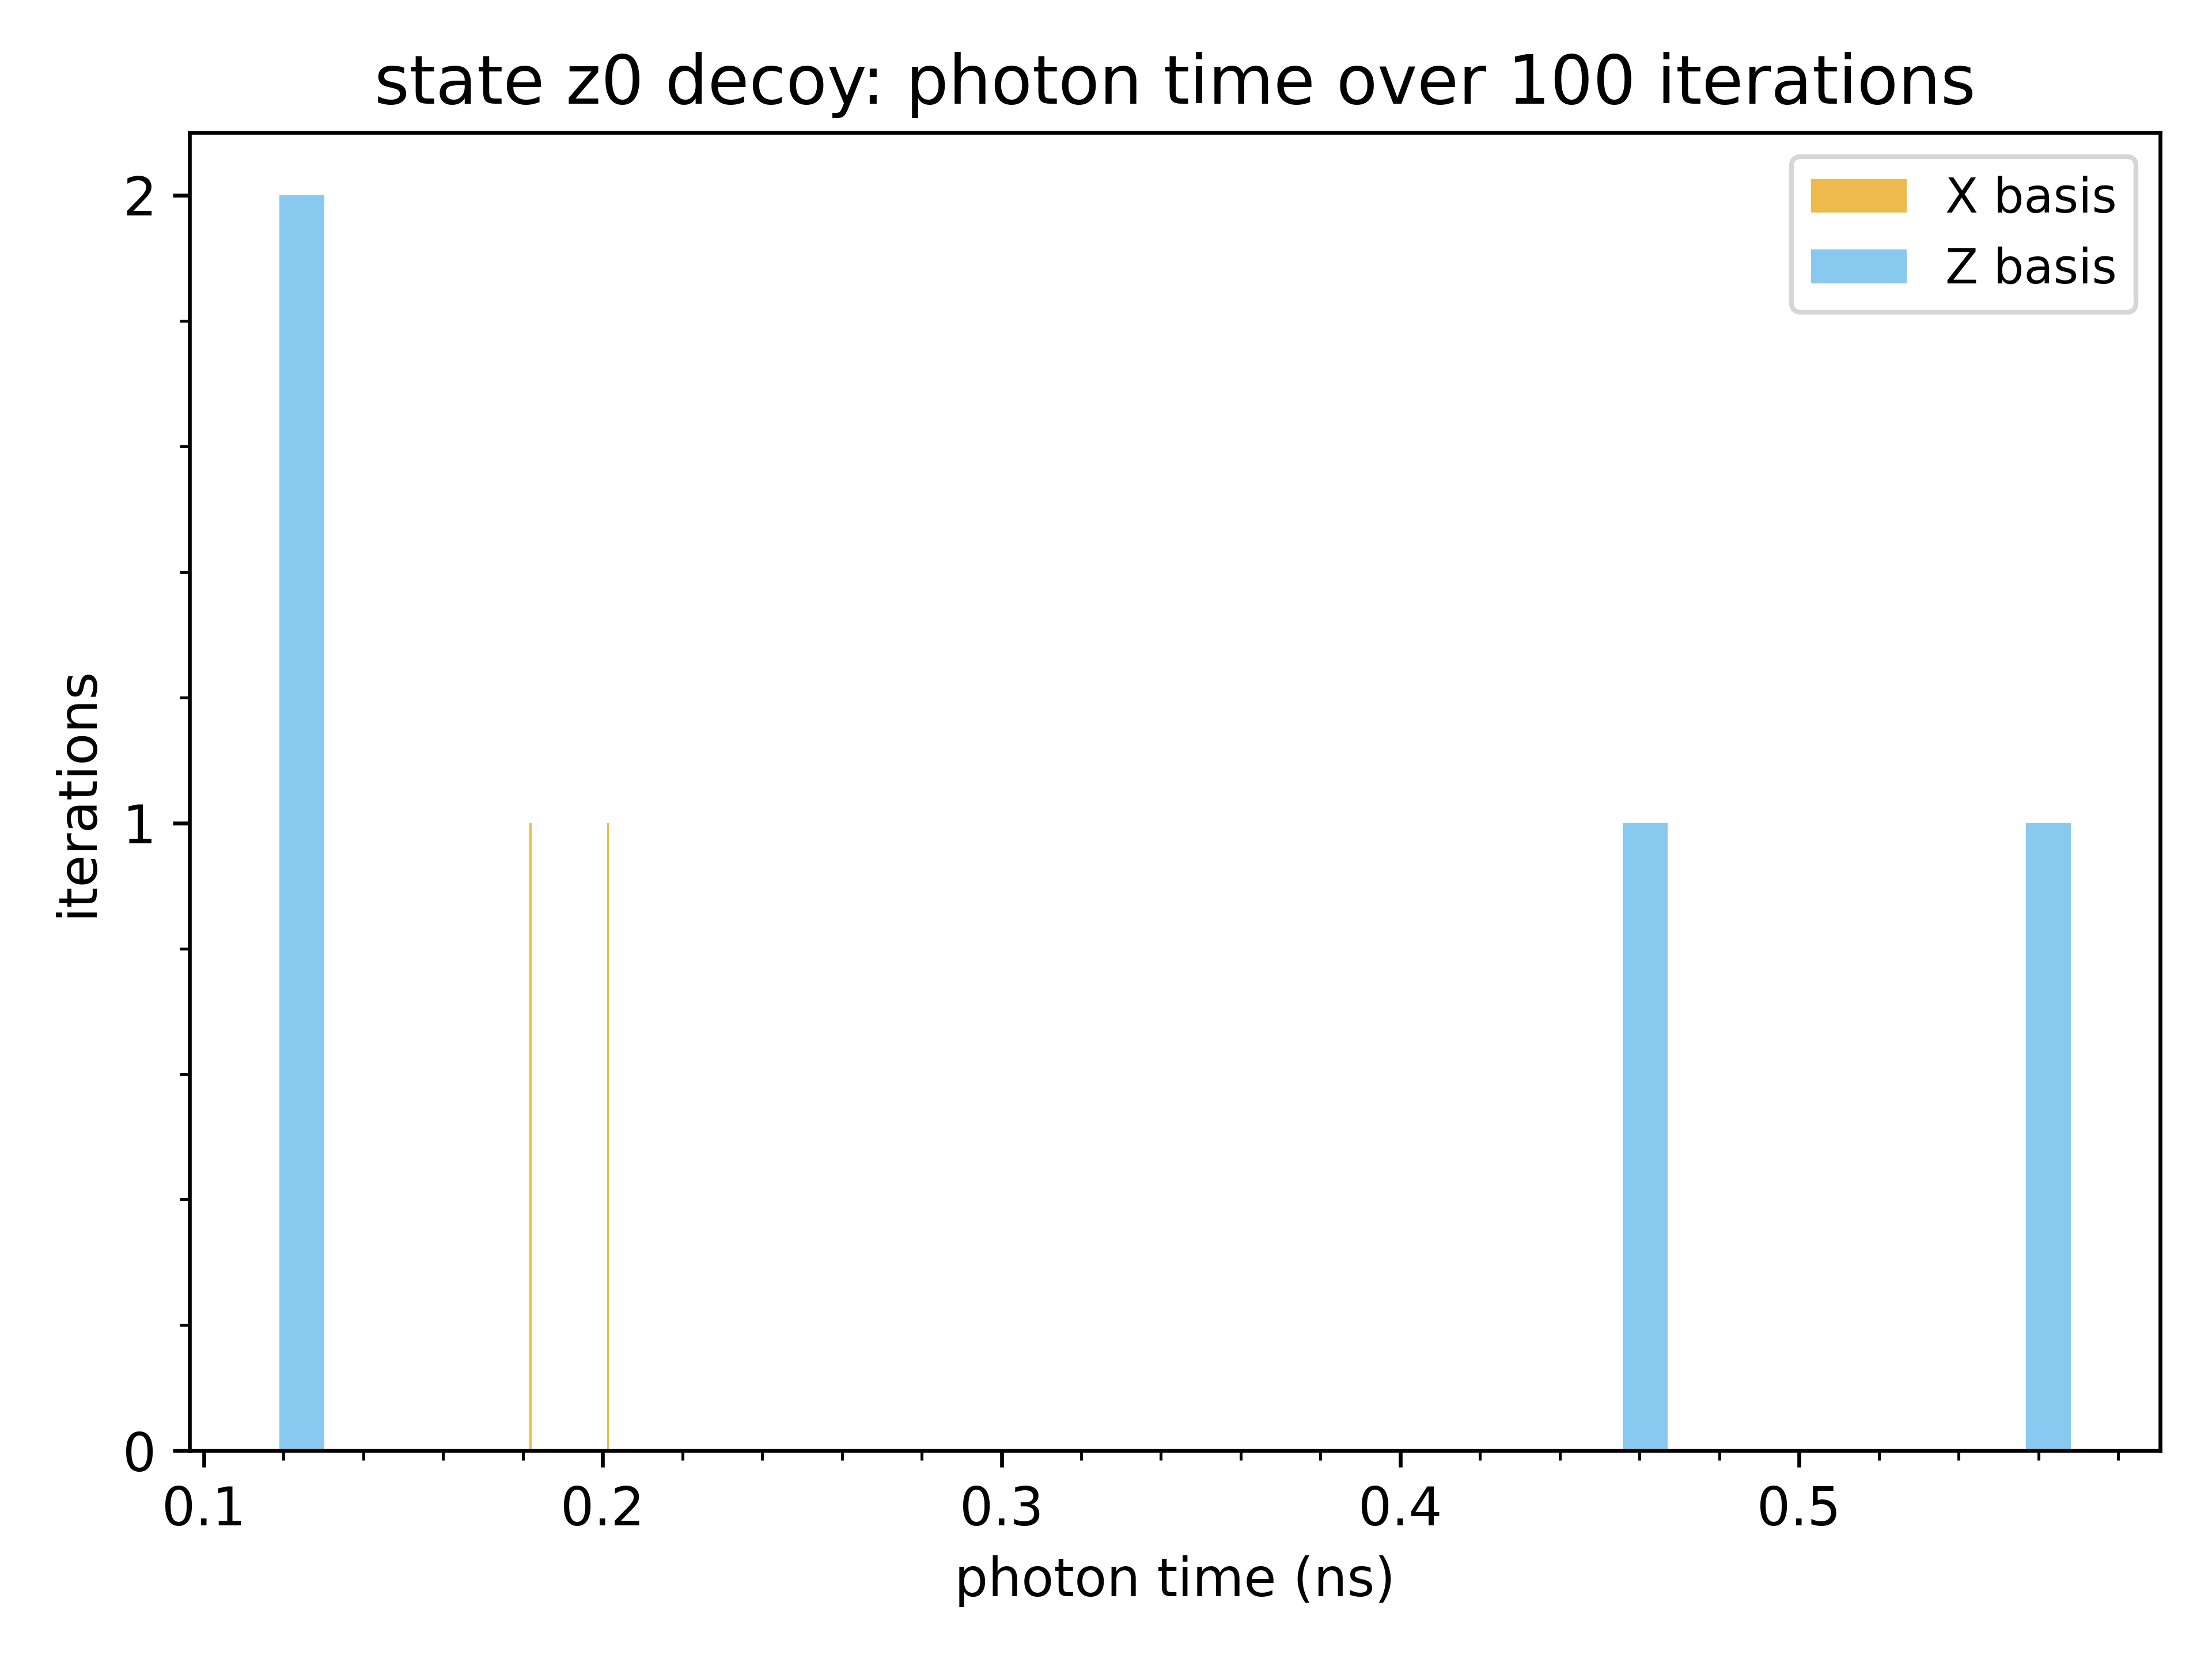 state z0 decoy: photon time over 100 iterations
X basis
Z basis
2
1
0
iterations
0.1 0.2 0.3 0.4 0.5
photon time (ns)